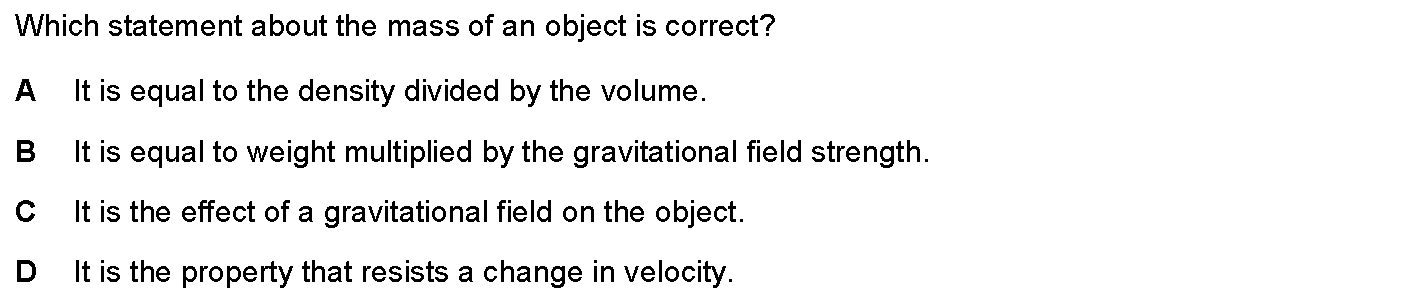 Which statement about the mass of an object is correct?
A It is equal to the density divided by the volume.
B It is equal to weight multiplied by the gravitational field strength.
C It is the effect of a gravitational field on the object.
D It is the property that resists a change in velocity.